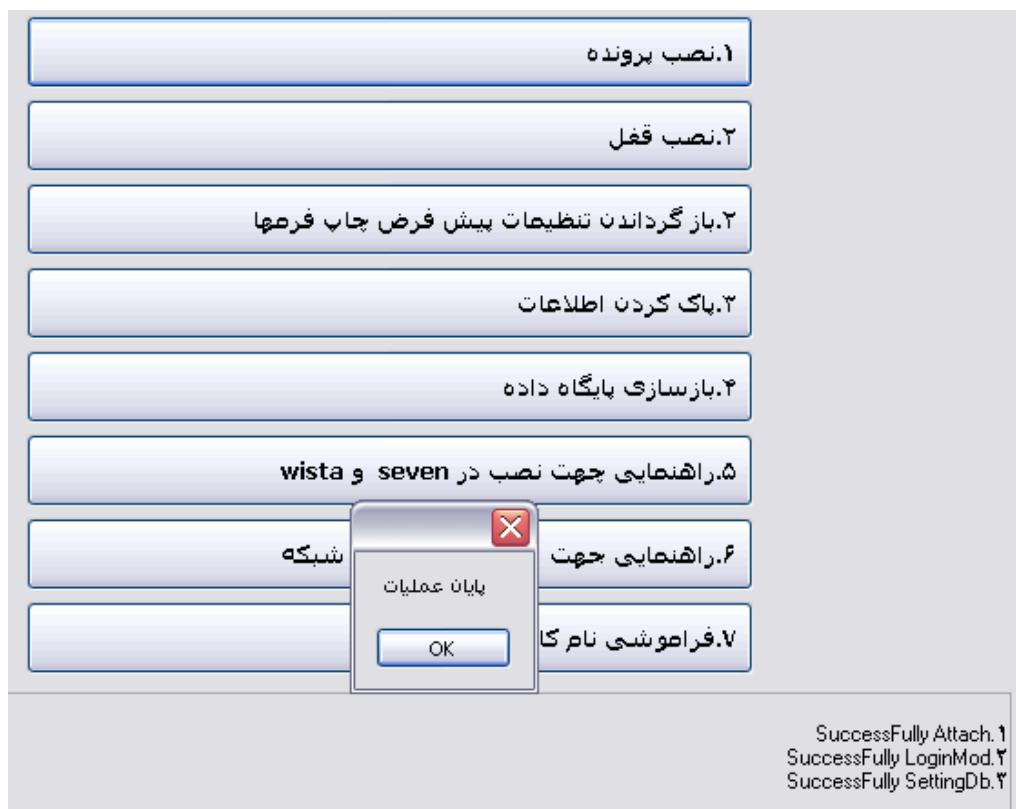 ۱.نصب پرونده
۲.نصب قفل
۲.باز گرداندن تنظیمات پیش فرض چاپ فرمها
۳.پاک کردن اطلاعات
۴.بازسازی پایگاه داده
۵.راهنمایی جهت نصب در seven و wista
۶.راهنمایی جهت شبکه
پایان عملیات
OK
۷.فراموشی نام
SuccessFully Attach.۱
SuccessFully LoginMod.۲
SuccessFully SettingDb.۳